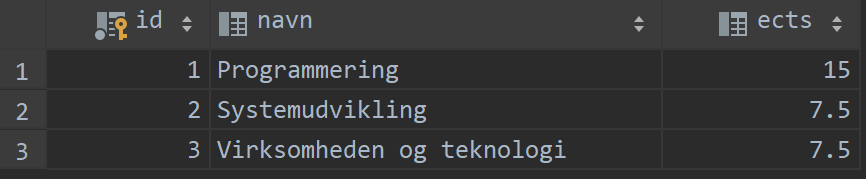 id navn ects
1 1 Programmering 15
2 2 Systemudvikling 7.5
3 3 Virksomheden og teknologi 7.5